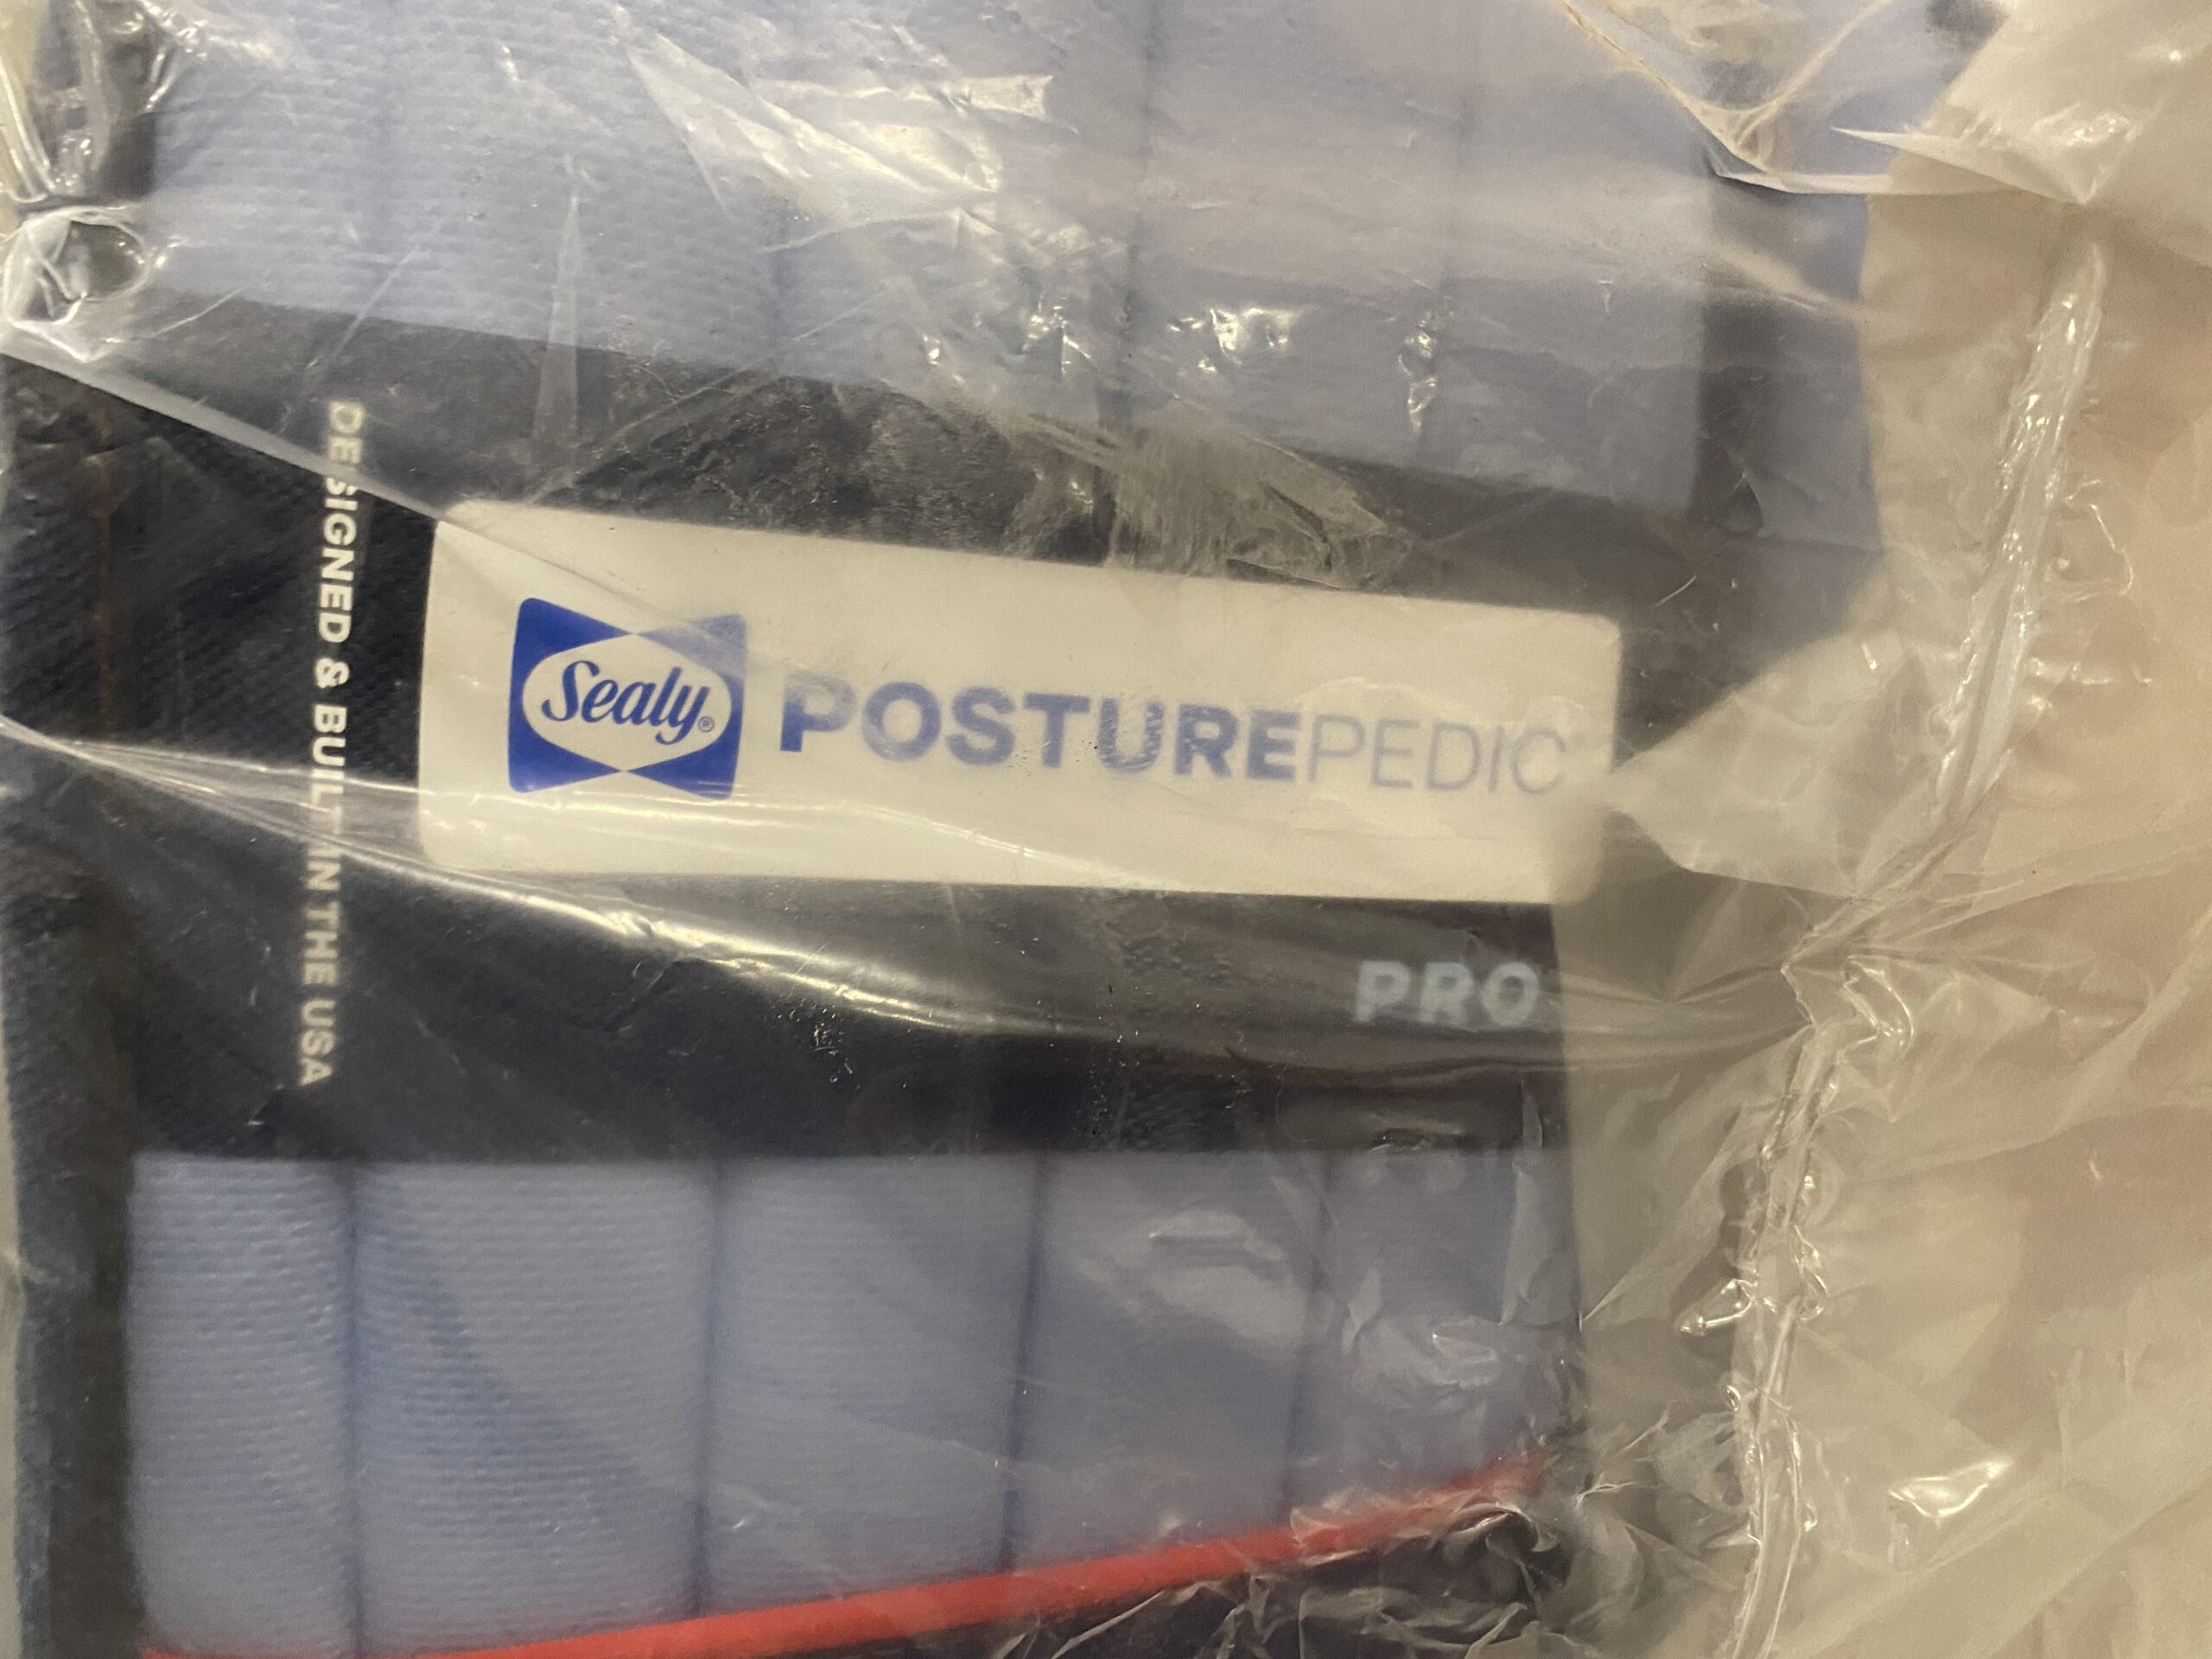 DESIGNED & BUILT IN THE USA
Sealy®
POSTUREPEDIC
PRO